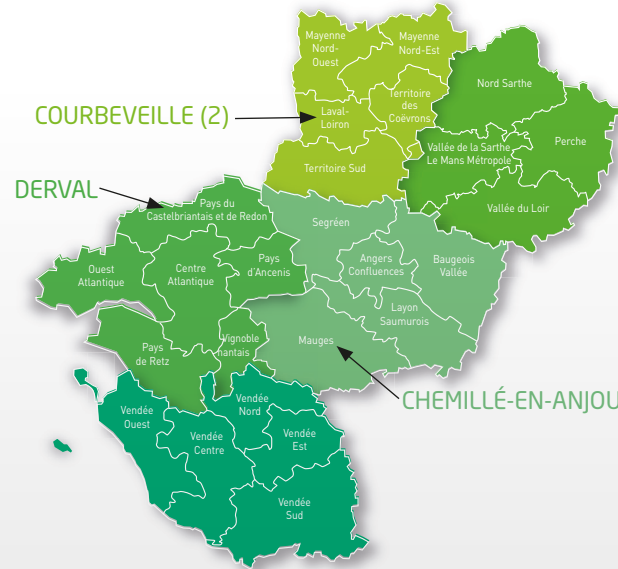 Mayenne
Nord-
Ouest
Mayenne
Nord-Est
Nord Sarthe
Territoire
des
Coëvrons
COURBEVEILLE (2)
Laval-
Loiron
Vallée de la Sarthe
Le Mans Métropole
Perche
Territoire Sud
DERVAL
Pays du
Castelbriantais et de Redon
Vallée du Loir
Segréen
Ouest
Atlantique
Centre
Atlantique
Pays
d'Ancenis
Angers
Confluences
Baugeois
Vallée
Layon
Saumurois
Pays
de Retz
Vignoble
nantais
Mauges
CHEMILLÉ-EN-ANJOU
Vendée
Ouest
Vendée
Nord
Vendée
Centre
Vendée
Est
Vendée
Sud